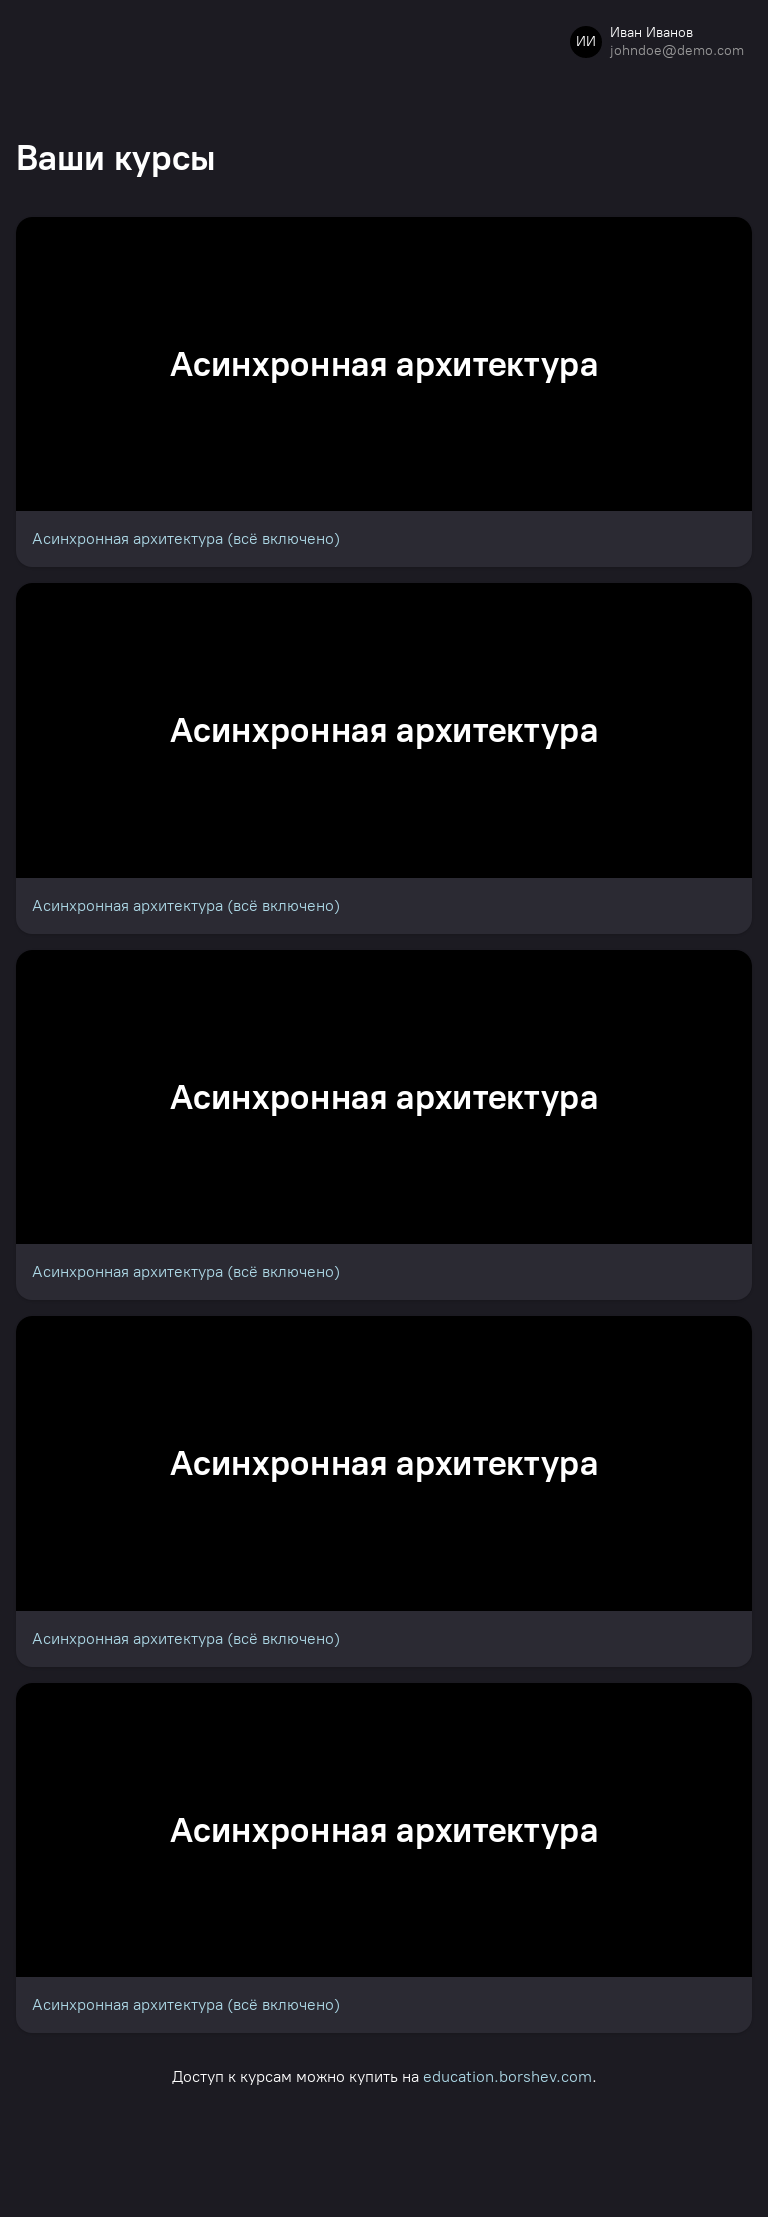 ИИ
Иван Иванов
johndoe@demo.com
Ваши курсы
Асинхронная архитектура
Асинхронная архитектура (всё включено)
Асинхронная архитектура
Асинхронная архитектура (всё включено)
Асинхронная архитектура
Асинхронная архитектура (всё включено)
Асинхронная архитектура
Асинхронная архитектура (всё включено)
Асинхронная архитектура
Асинхронная архитектура (всё включено)
Доступ к курсам можно купить на education.borshev.com.